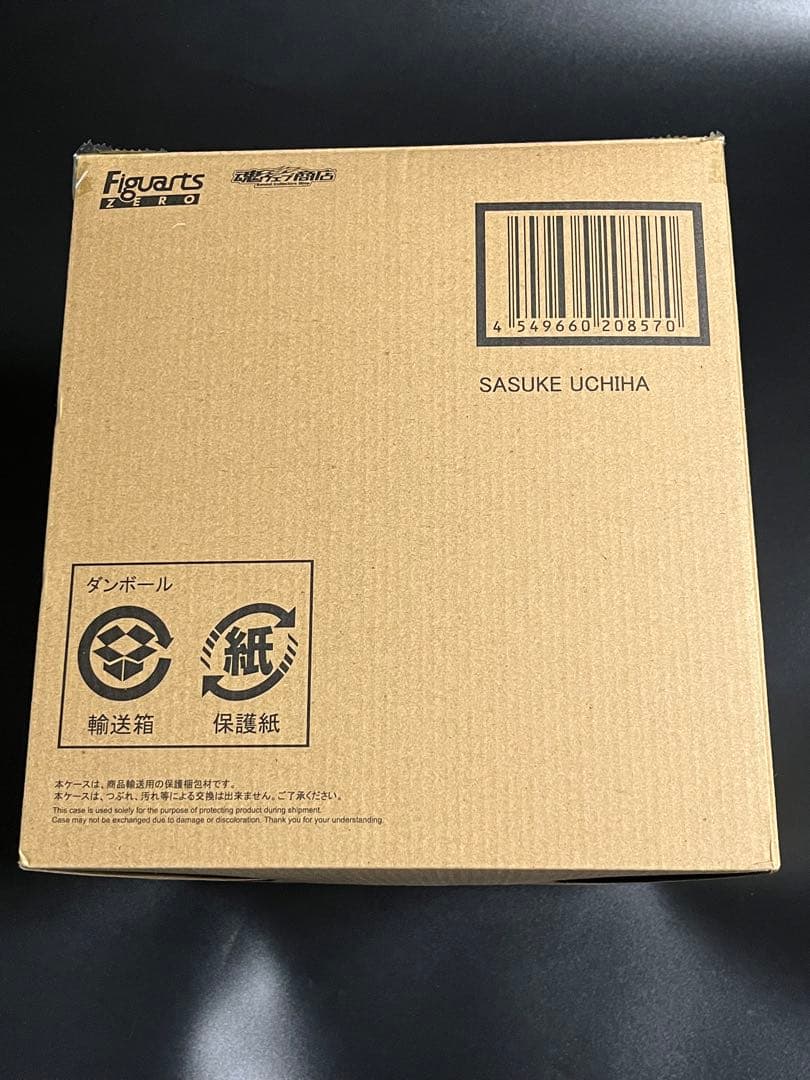 Figuarts
ZERO
魂ウェブ商店
4 549660 208570
SASUKE UCHIHA
ダンボール
紙
輸送箱
保護紙
本ケースは、商品輸送用の保護梱包材です。
本ケースは、つぶれ、汚れ等による交換は出来ません。ご了承ください。
This case is used solely for the purpose of protecting product during shipment.
Case may not be exchanged due to damage or discoloration. Thank you for your understanding.